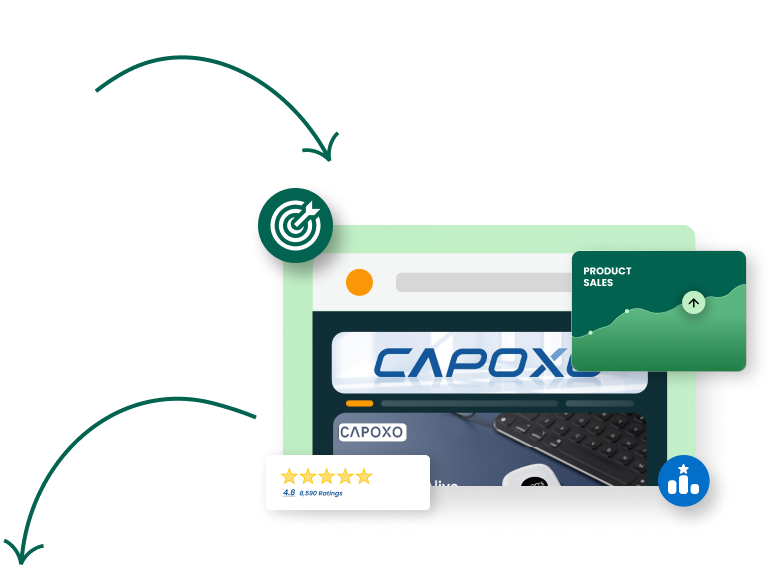 PRODUCT
SALES
CAPOXO
CAPOXO
4.8 8,590 Ratings